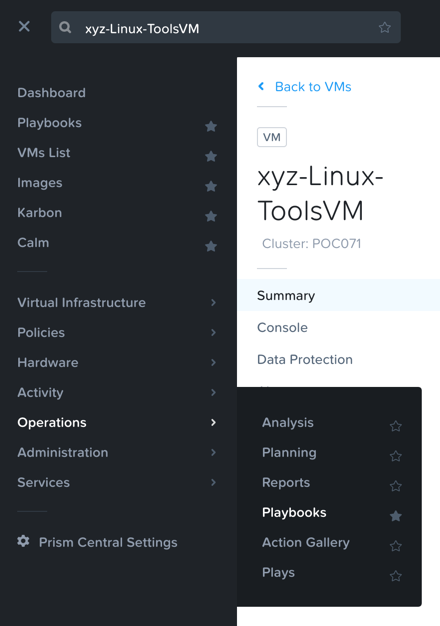 xyz-Linux-ToolsVM
Dashboard
Playbooks
VMs List
Images
Karbon
Calm
Virtual Infrastructure
Policies
Hardware
Activity
Operations
Administration
Services
Prism Central Settings
Back to VMs
VM
xyz-Linux-
ToolsVM
Cluster: POC071
Summary
Console
Data Protection
Analysis
Planning
Reports
Playbooks
Action Gallery
Plays